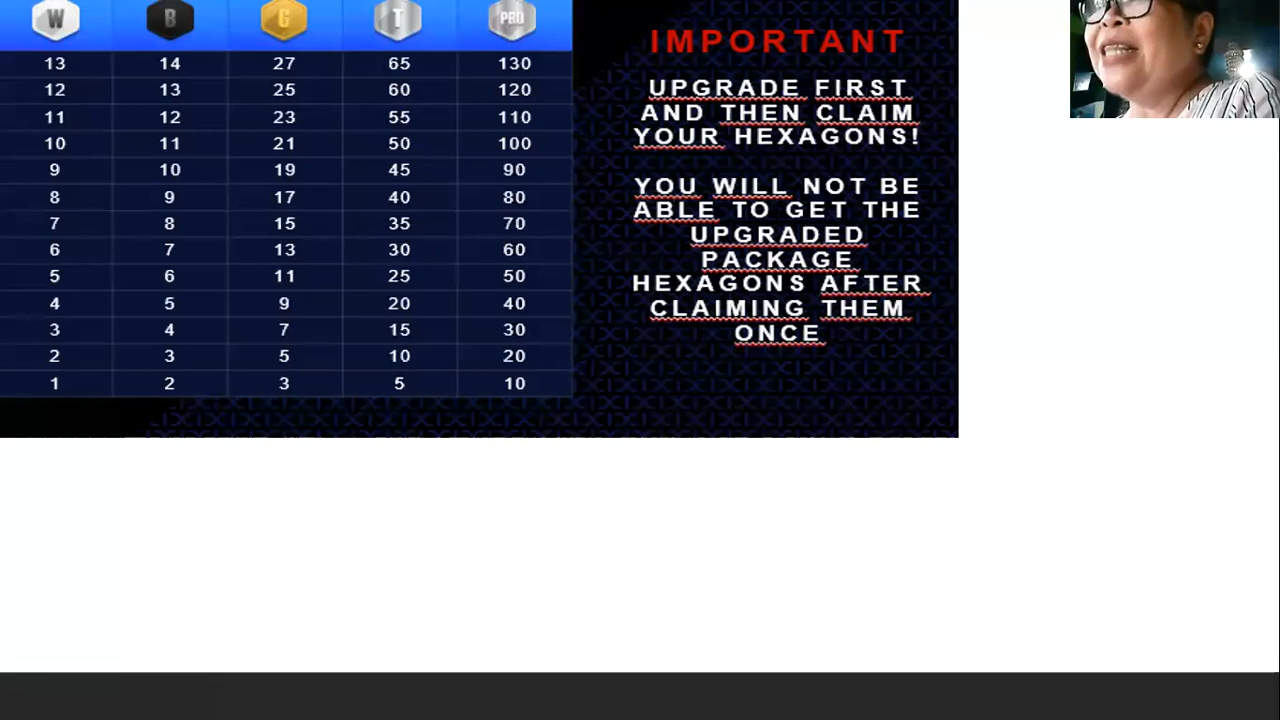 W B G T PRO
13 14 27 65 130
12 13 25 60 120
11 12 23 55 110
10 11 21 50 100
9 10 19 45 90
8 9 17 40 80
7 8 15 35 70
6 7 13 30 60
5 6 11 25 50
4 5 9 20 40
3 4 7 15 30
2 3 5 10 20
1 2 3 5 10
IMPORTANT
UPGRADE FIRST
AND THEN CLAIM
YOUR HEXAGONS!
YOU WILL NOT BE
ABLE TO GET THE
UPGRADED
PACKAGE
HEXAGONS AFTER
CLAIMING THEM
ONCE